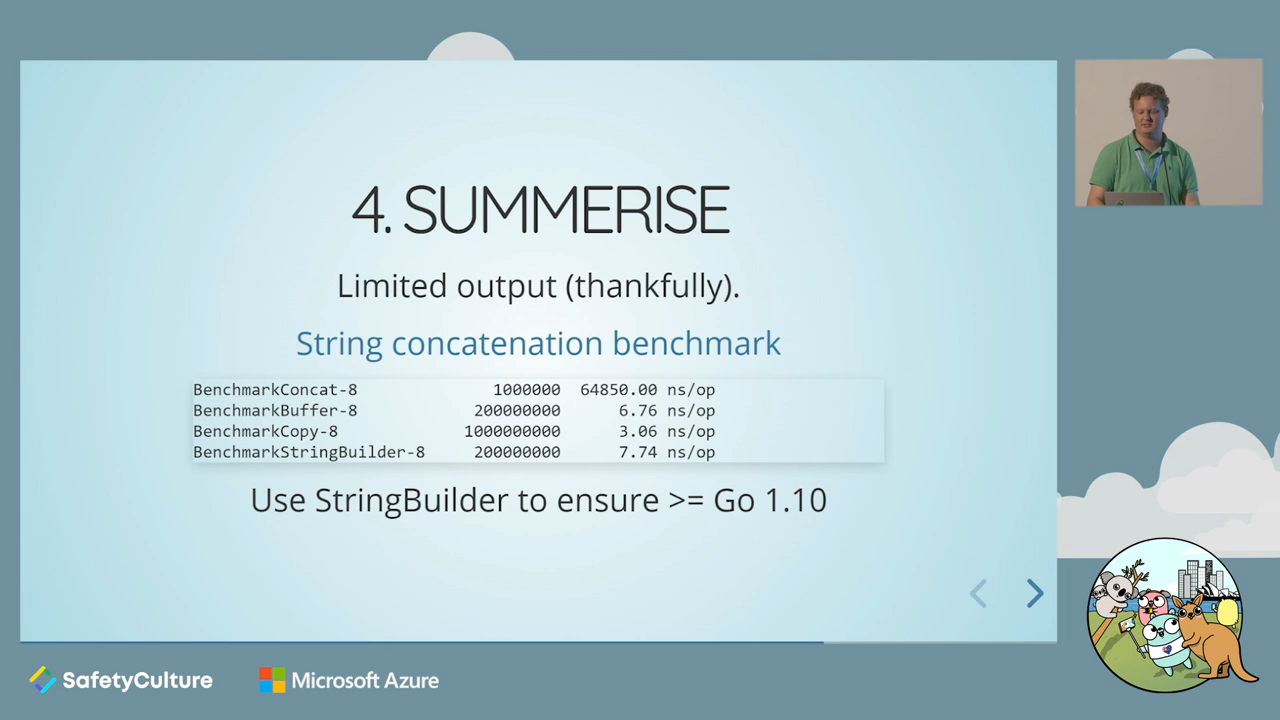 4. SUMMERISE
Limited output (thankfully).
String concatenation benchmark
BenchmarkConcat-8 1000000 64850.00 ns/op
BenchmarkBuffer-8 200000000 6.76 ns/op
BenchmarkCopy-8 1000000000 3.06 ns/op
BenchmarkStringBuilder-8 200000000 7.74 ns/op
Use StringBuilder to ensure >= Go 1.10
SafetyCulture
Microsoft Azure